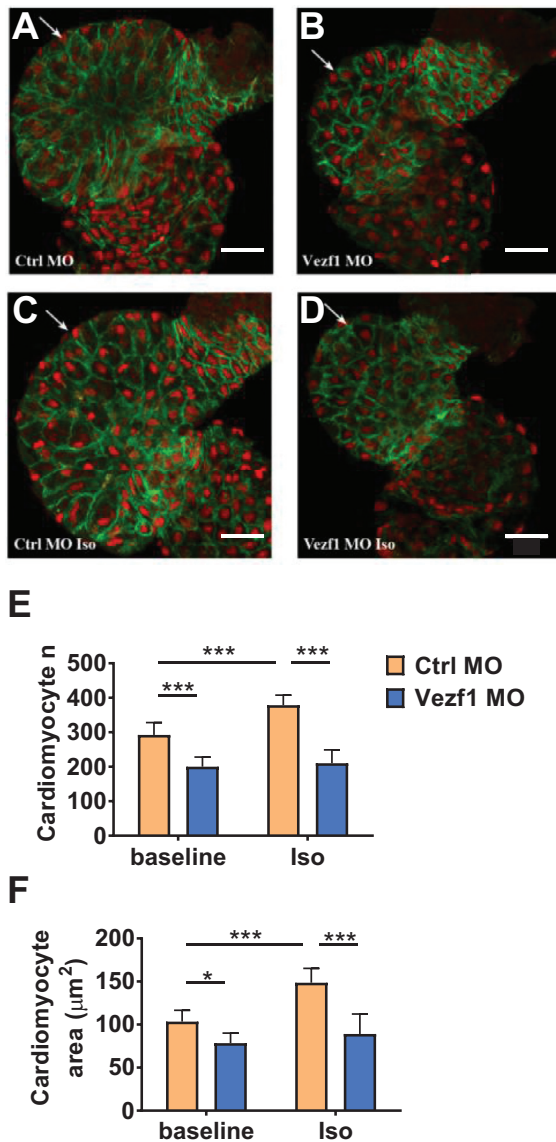 A
B
Ctrl MO
Vezf1 MO
C
D
Ctrl MO Iso
Vezf1 MO Iso
E
Cardiomyocyte n
500
400
300
200
100
0
***
***
***
baseline
Iso
Ctrl MO
Vezf1 MO
F
Cardiomyocyte
area (μm²)
200
150
100
50
0
***
***
*
baseline
Iso